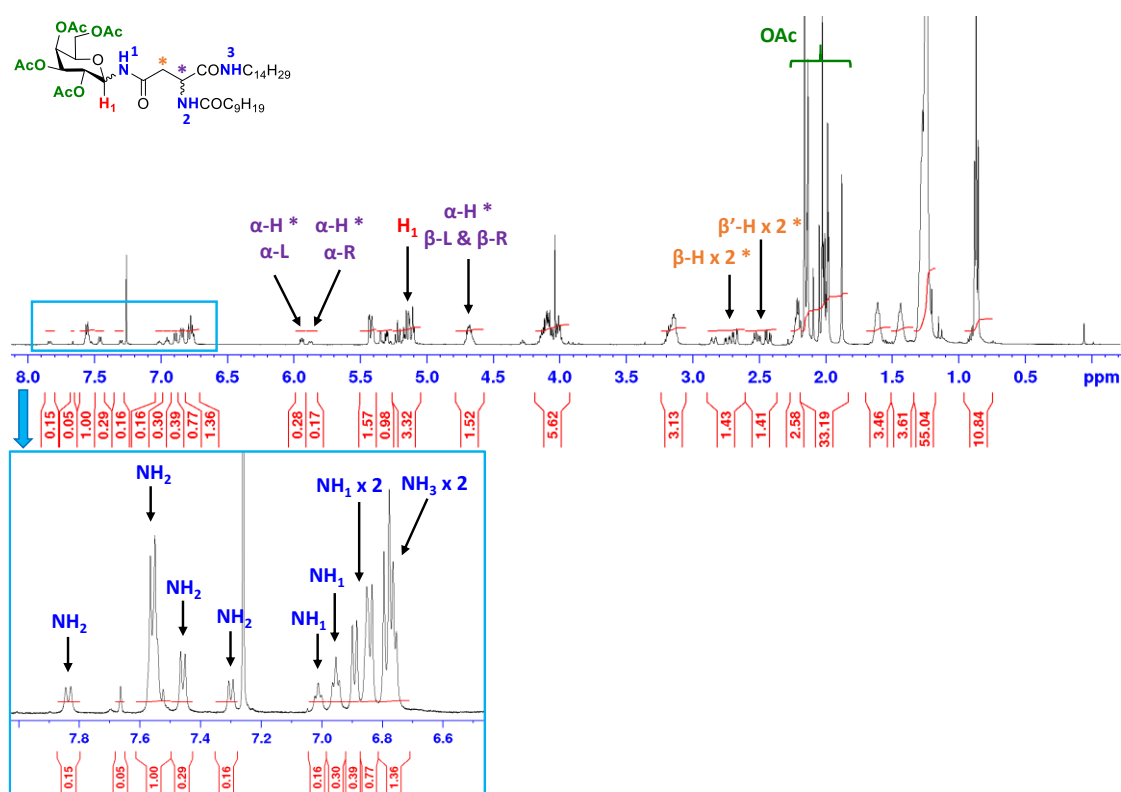 OAc OAc
AcO
AcO
O
H 1
N
H1
O
* *
3
CONHC14H29
NHCOC9H19
2
OAc
α-H *
α-L
α-H *
α-R
H1
α-H *
β-L & β-R
β-H x 2 *
β’-H x 2 *
8.0 7.5 7.0 6.5 6.0 5.5 5.0 4.5 4.0 3.5 3.0 2.5 2.0 1.5 1.0 0.5 ppm
0.15 0.05 1.00 0.29 0.16 0.16 0.30 0.39 0.77 1.36 0.28 0.17 1.57 0.98 3.32 1.52 5.62 3.13 1.43 1.41 2.58 33.19 3.46 3.61 55.04 10.84
NH2
NH2
NH2
NH2
NH1
NH1
NH1 x 2
NH3 x 2
7.8 7.6 7.4 7.2 7.0 6.8 6.6
0.15 0.05 1.00 0.29 0.16 0.16 0.30 0.39 0.77 1.36